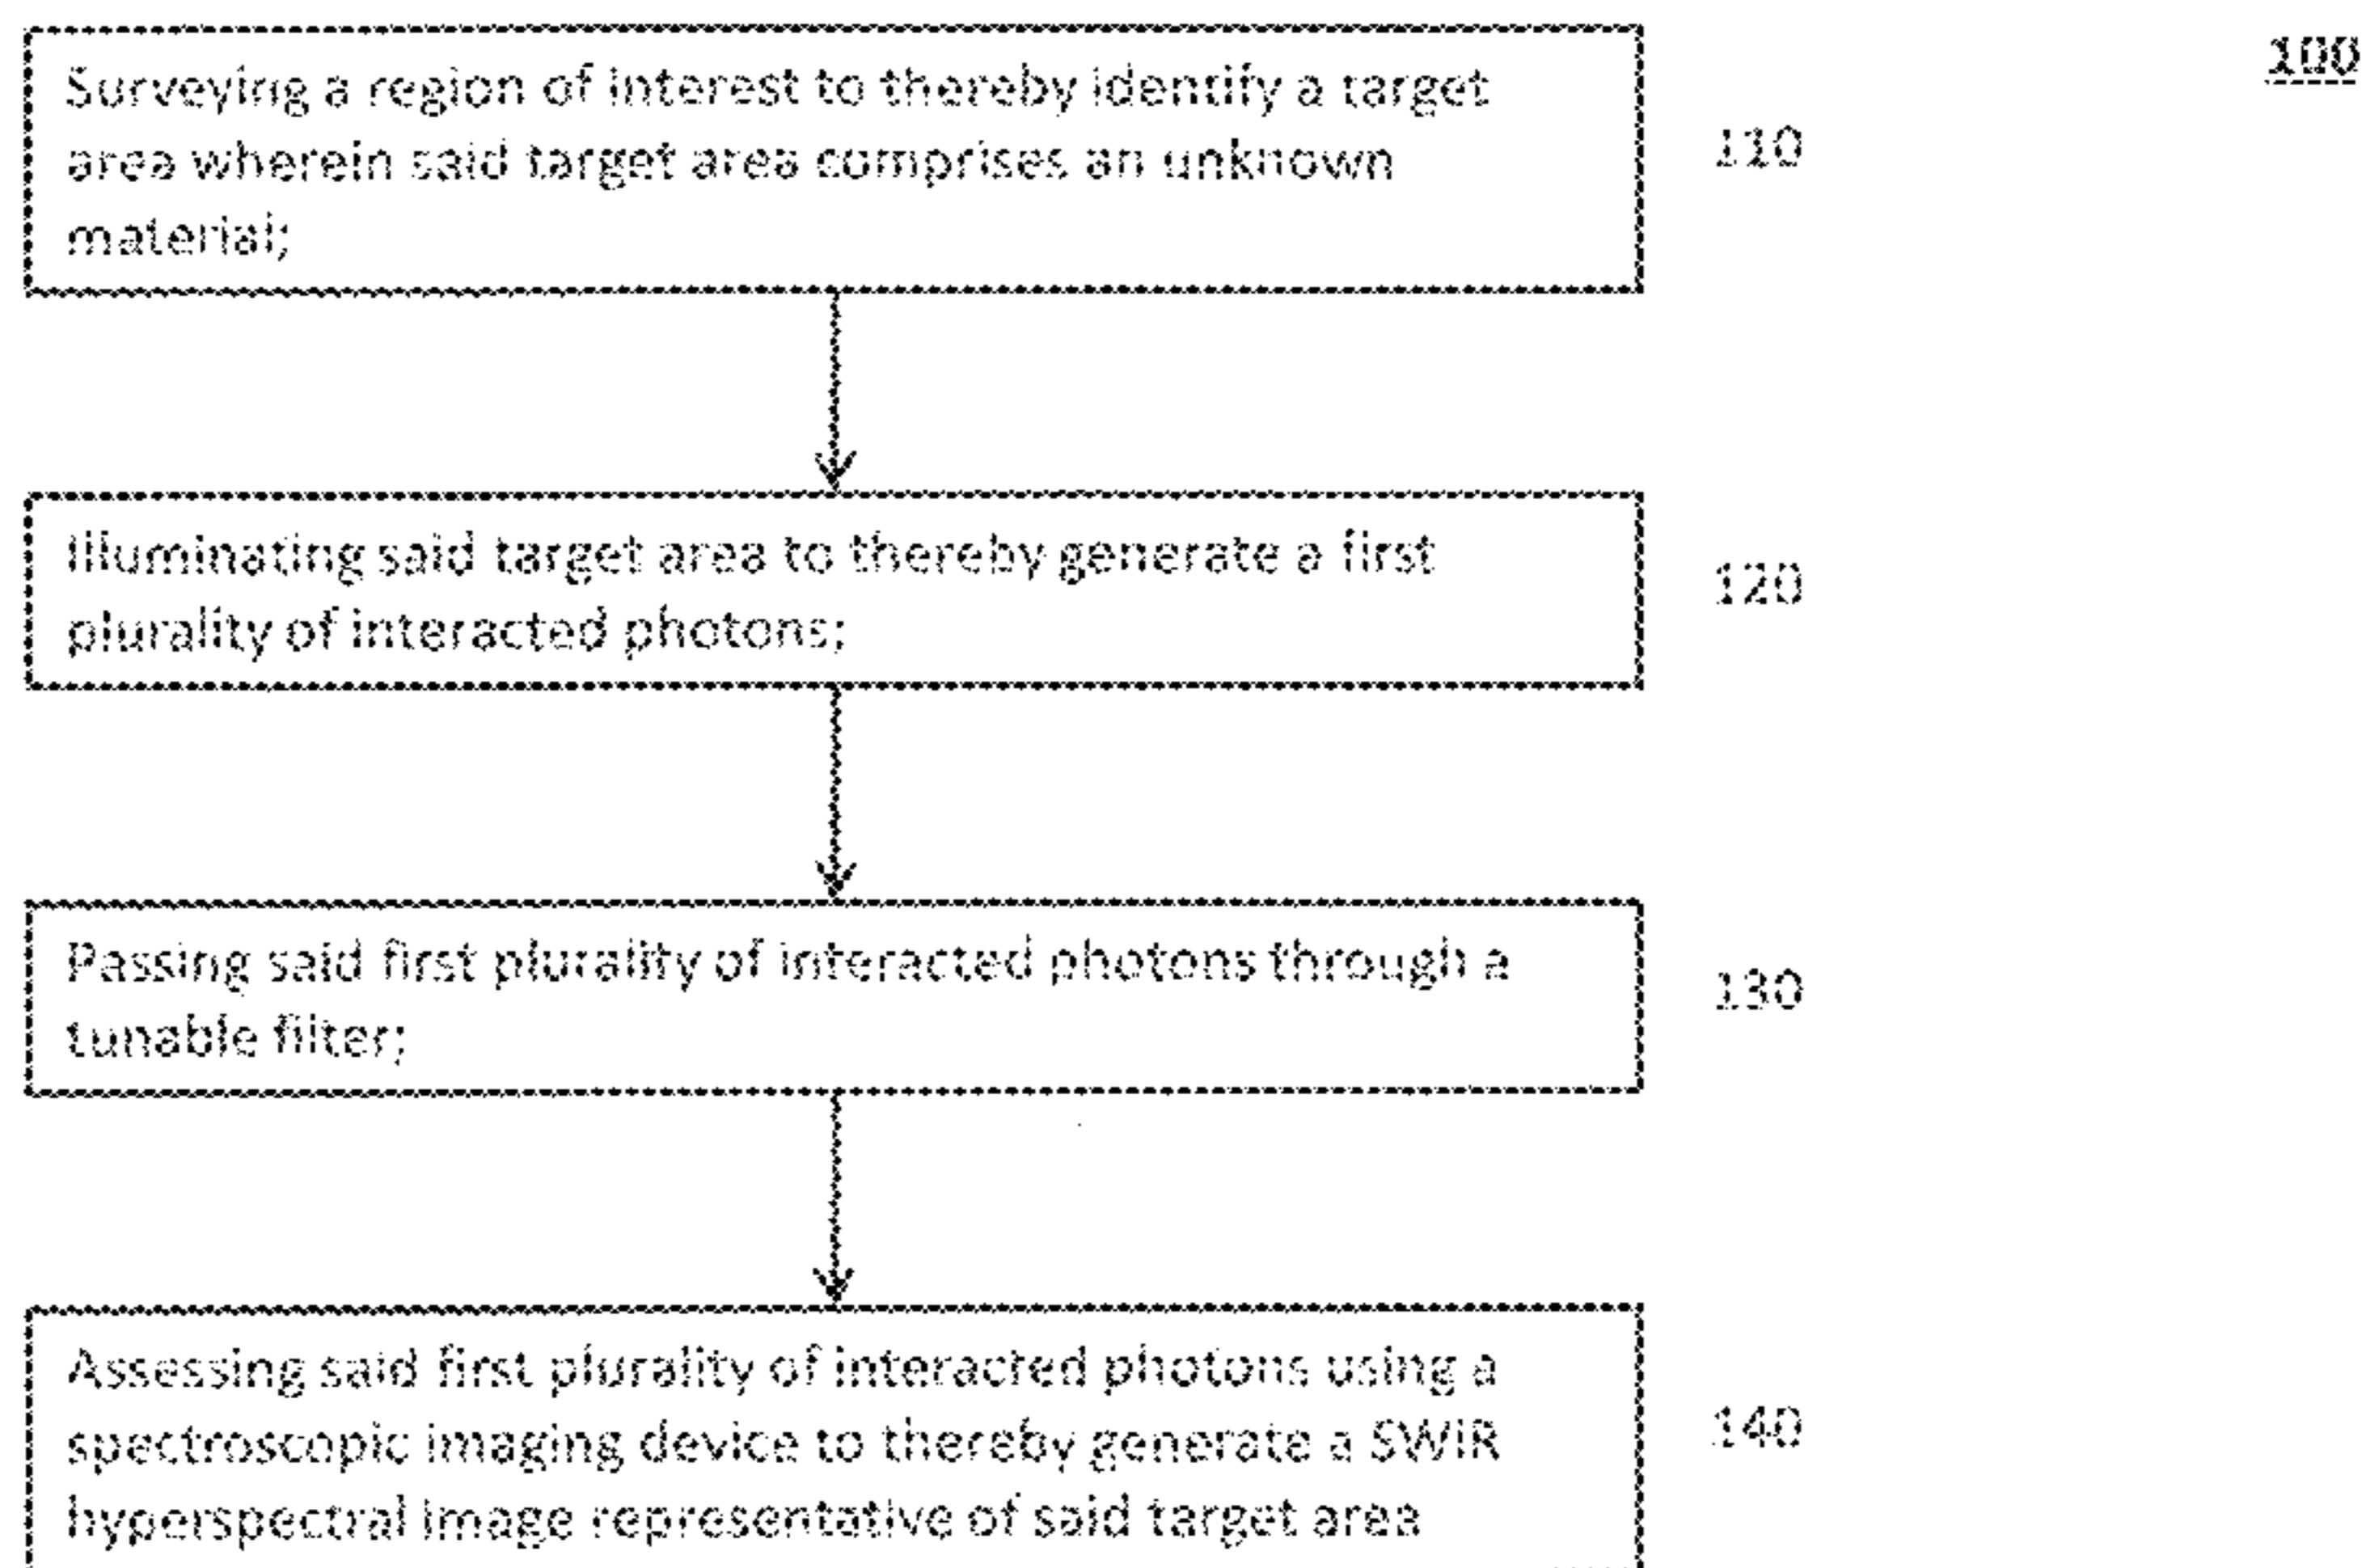 100
Surveying a region of interest to thereby identify a target
area wherein said target area comprises an unknown
material;
110
Illuminating said target area to thereby generate a first
plurality of interacted photons;
120
Passing said first plurality of interacted photons through a
tunable filter;
130
Assessing said first plurality of interacted photons using a
spectroscopic imaging device to thereby generate a SWIR
hyperspectral image representative of said target area
140